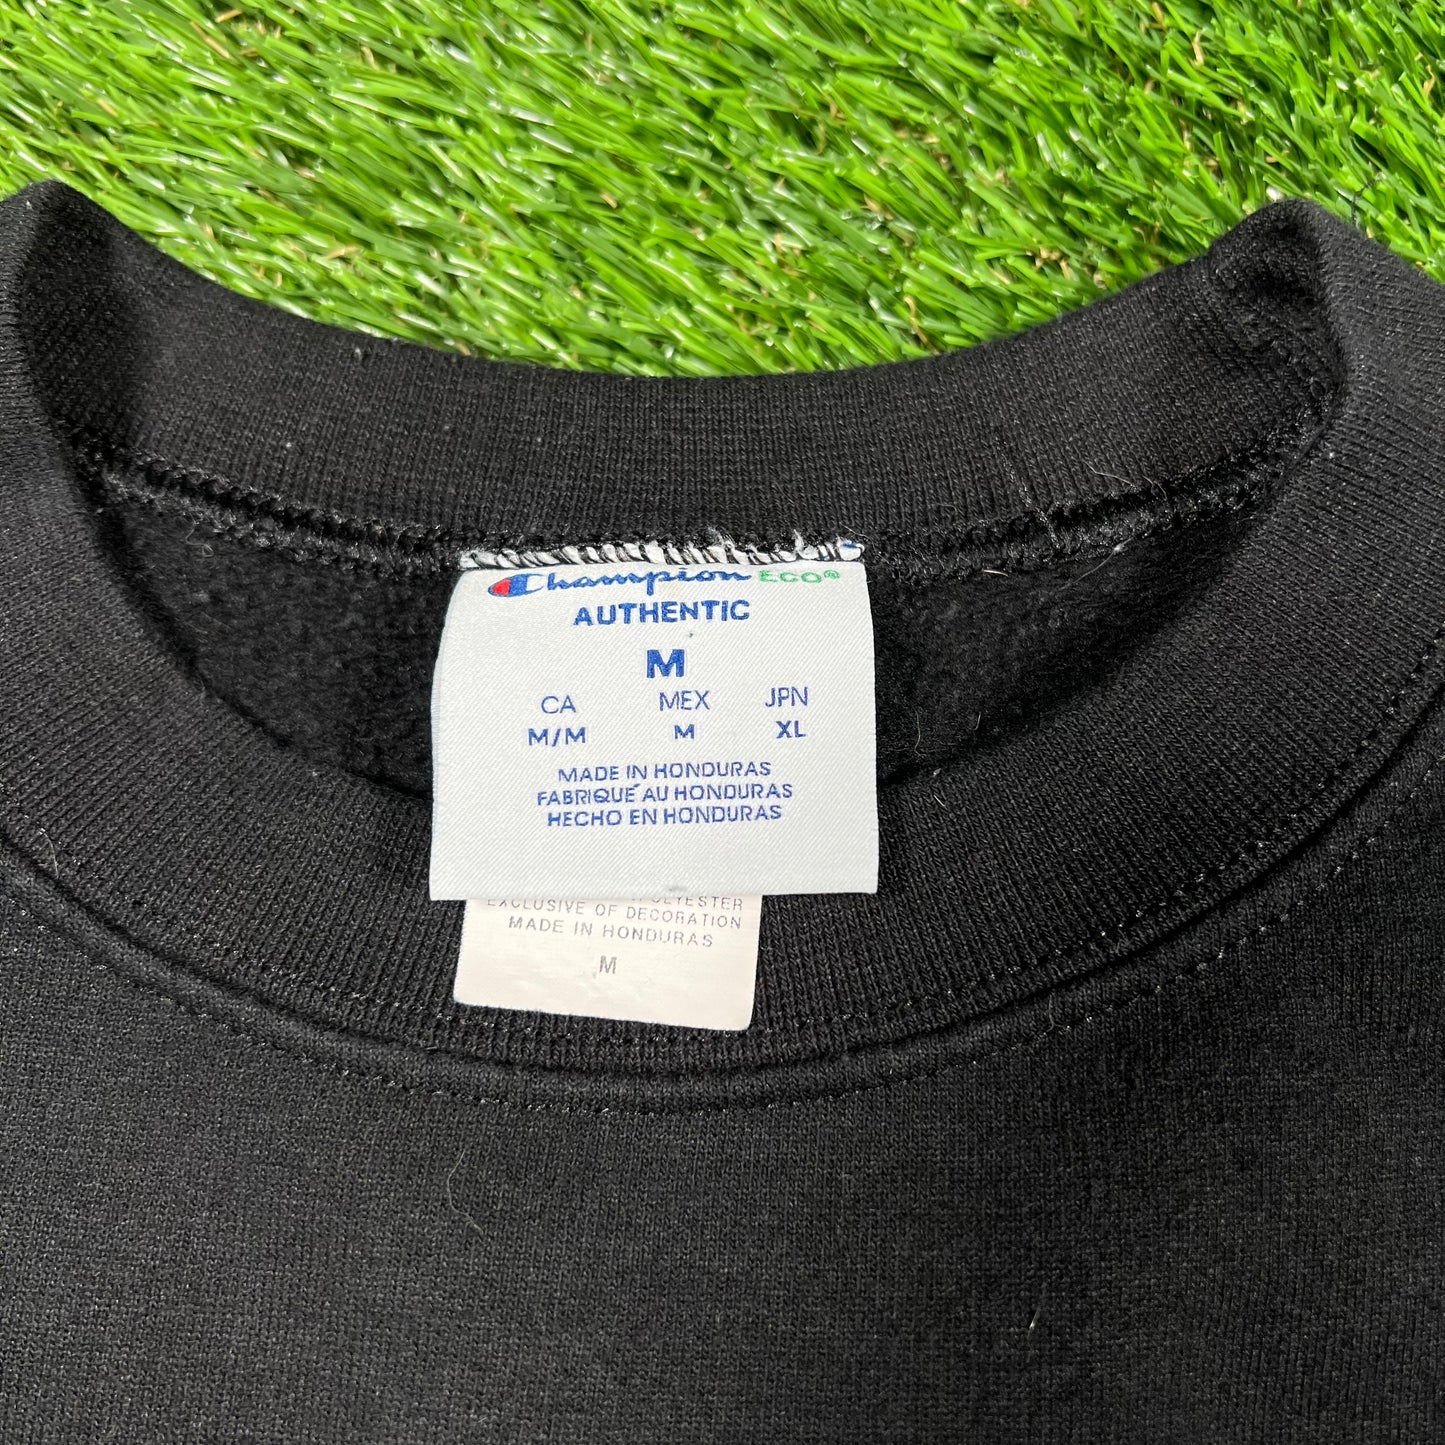 Champion ECO®
AUTHENTIC
M
CA MEX JPN
M/M M XL
MADE IN HONDURAS
FABRIQUÉ AU HONDURAS
HECHO EN HONDURAS
EXCLUSIVE OF DECORATION
MADE IN HONDURAS
M